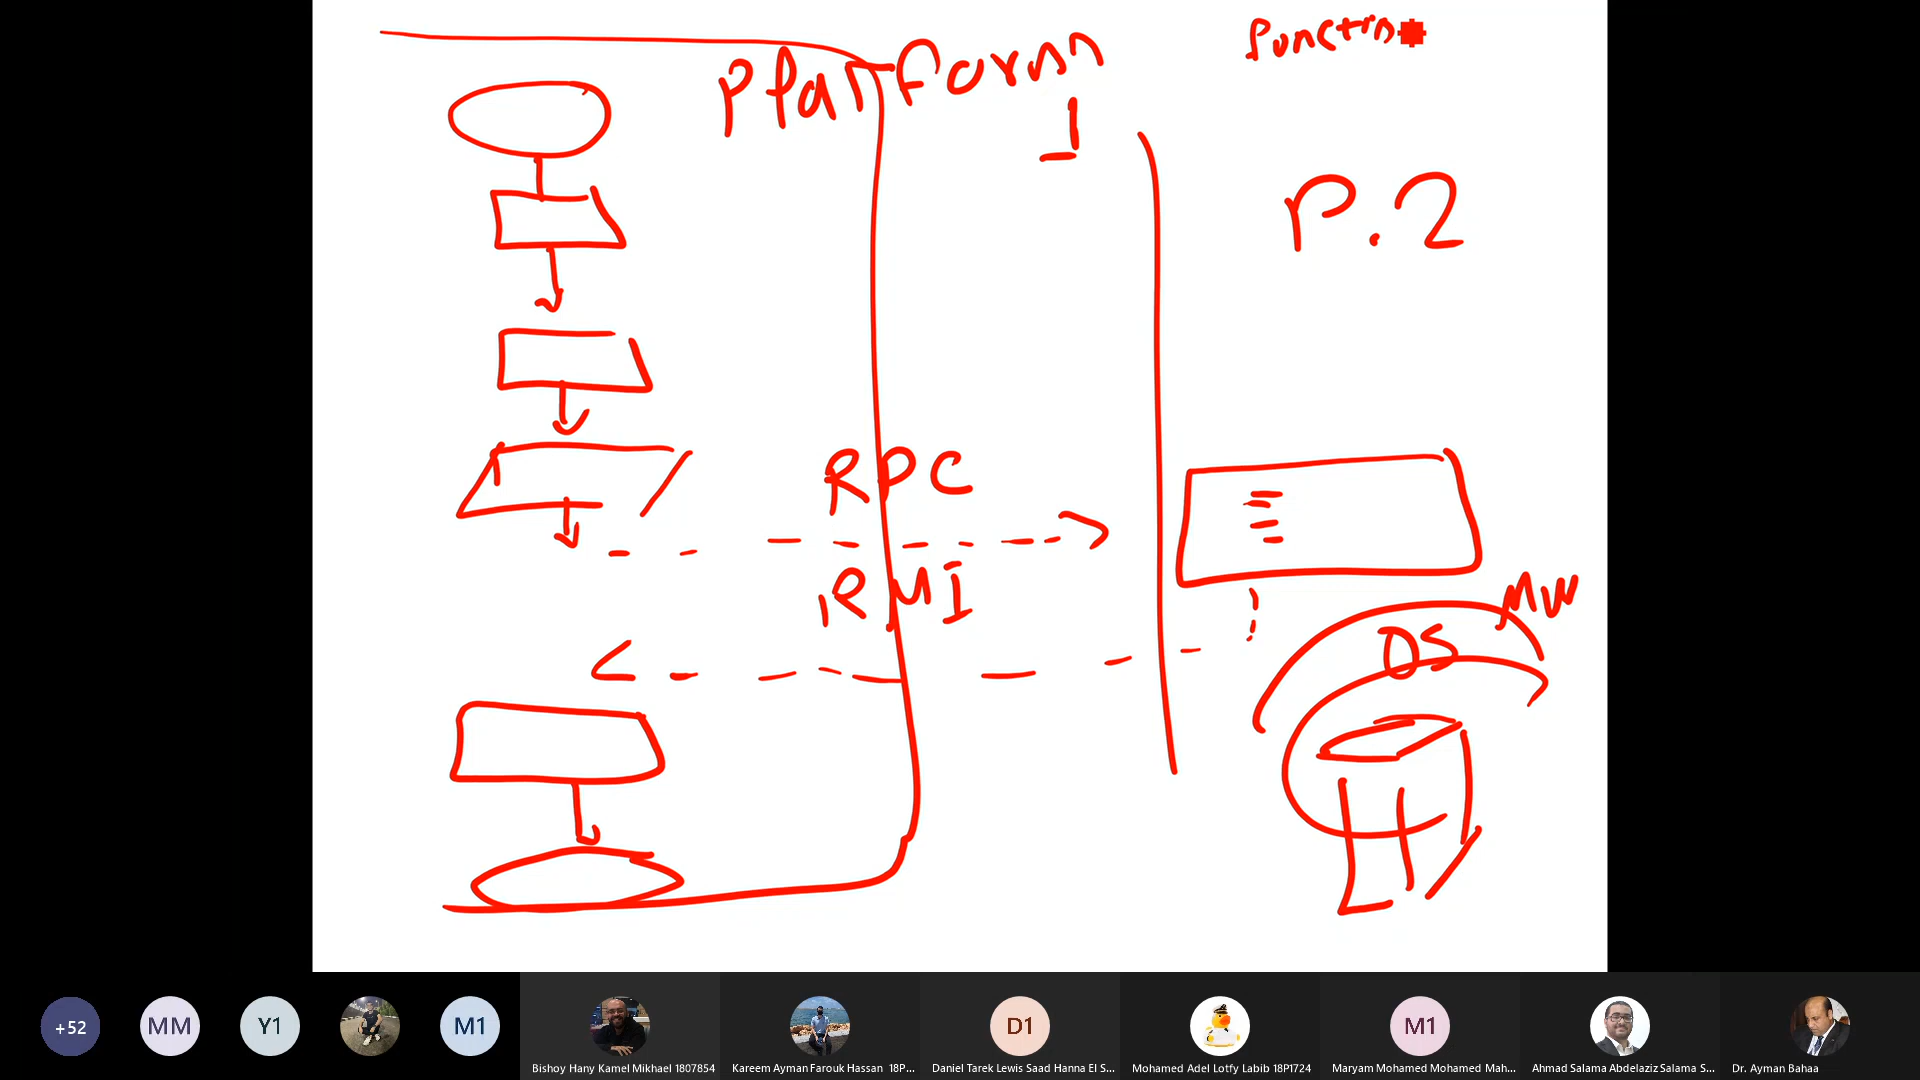 function
Platform
1
P.2
RPC
RMI
MW
OS
+52
MM
Y1
M1
D1
M1
Bishoy Hany Kamel Mikhael 1807854
Kareem Ayman Farouk Hassan 18P...
Daniel Tarek Lewis Saad Hanna El S...
Mohamed Adel Lotfy Labib 18P1724
Maryam Mohamed Mohamed Mah...
Ahmad Salama Abdelaziz Salama S...
Dr. Ayman Bahaa